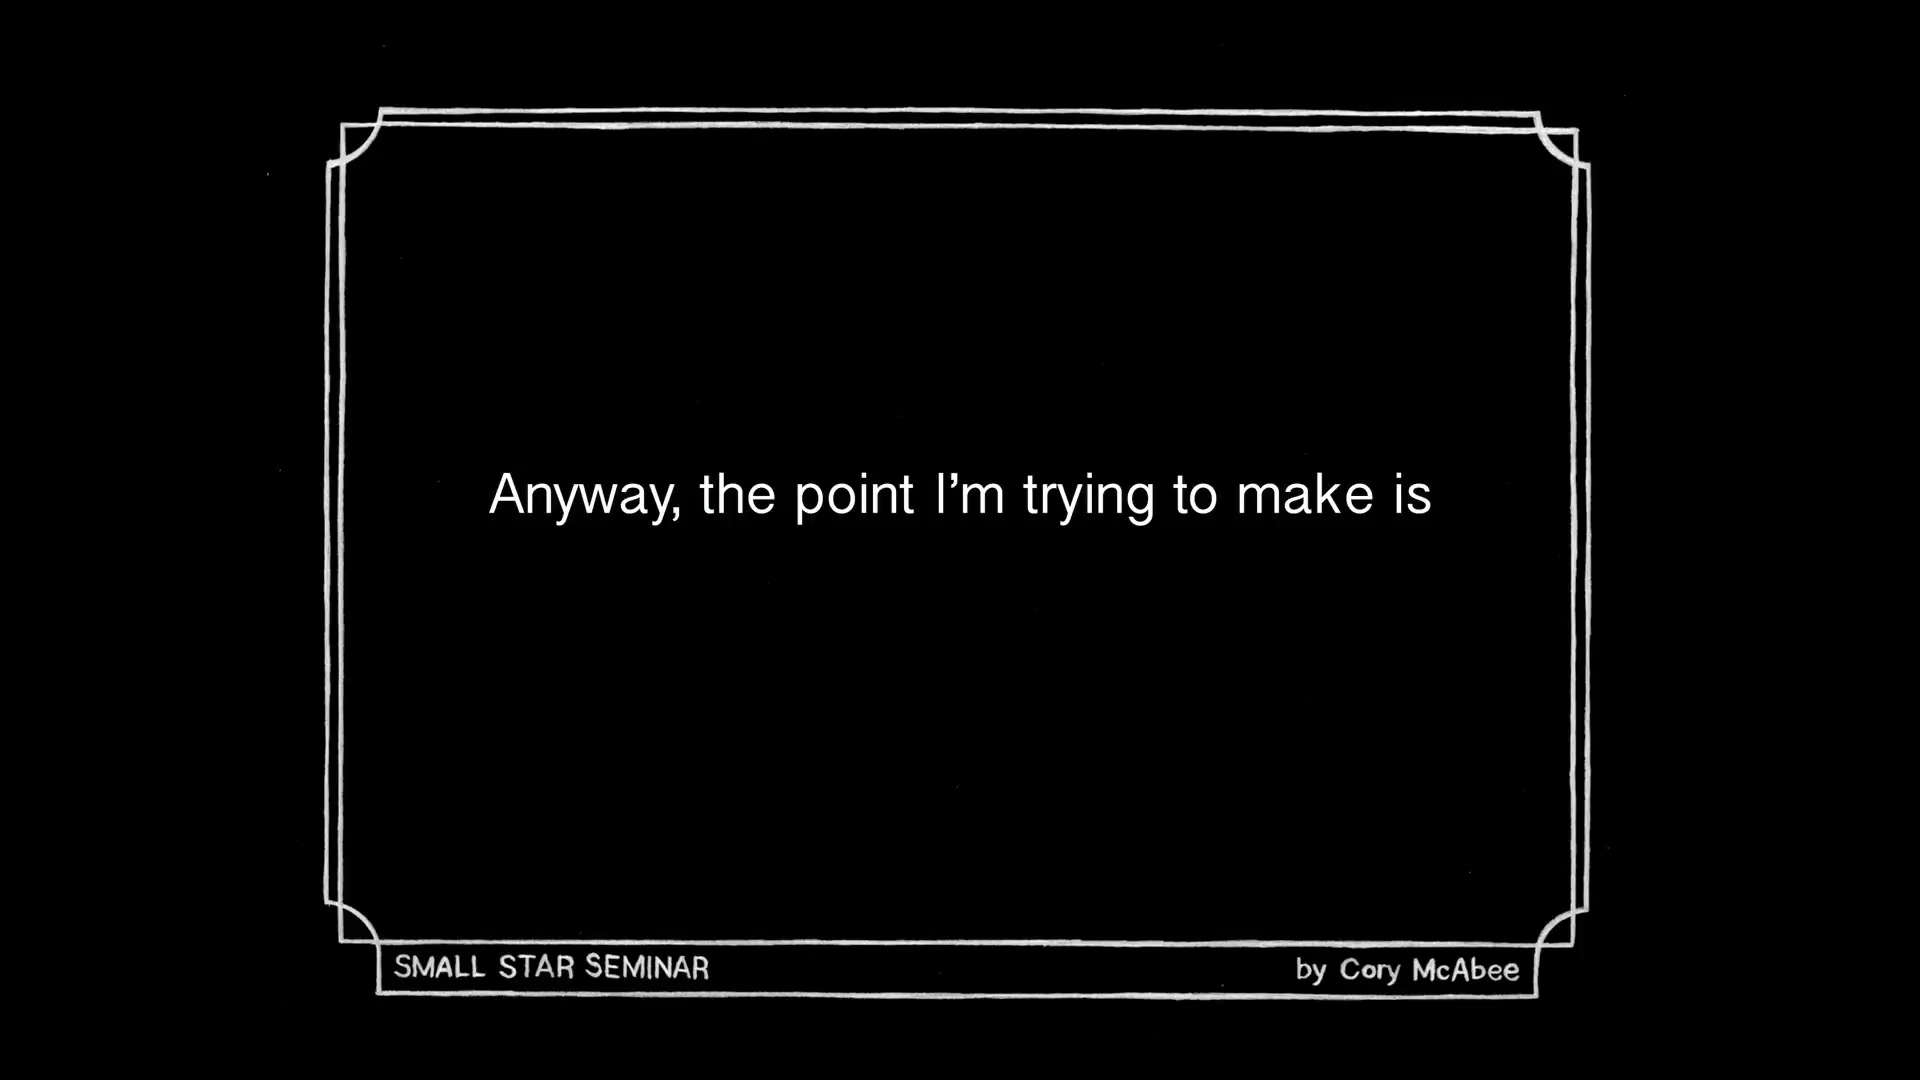 Anyway, the point I’m trying to make is
SMALL STAR SEMINAR
by Cory McAbee